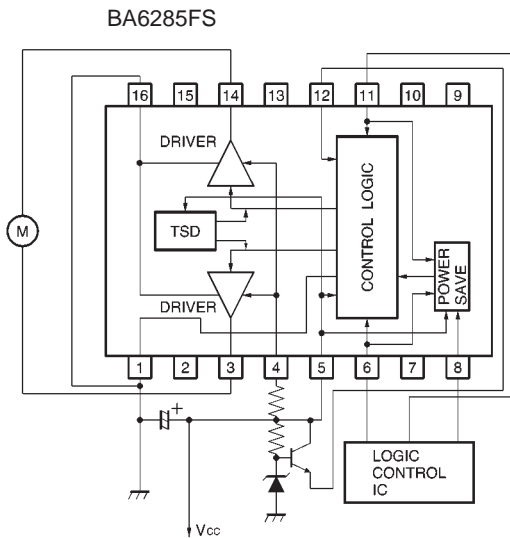 BA6285FS
16 15 14 13 12 11 10 9
DRIVER
M
TSD
CONTROL LOGIC
POWER
SAVE
DRIVER
1 2 3 4 5 6 7 8
+
LOGIC
CONTROL
IC
Vcc